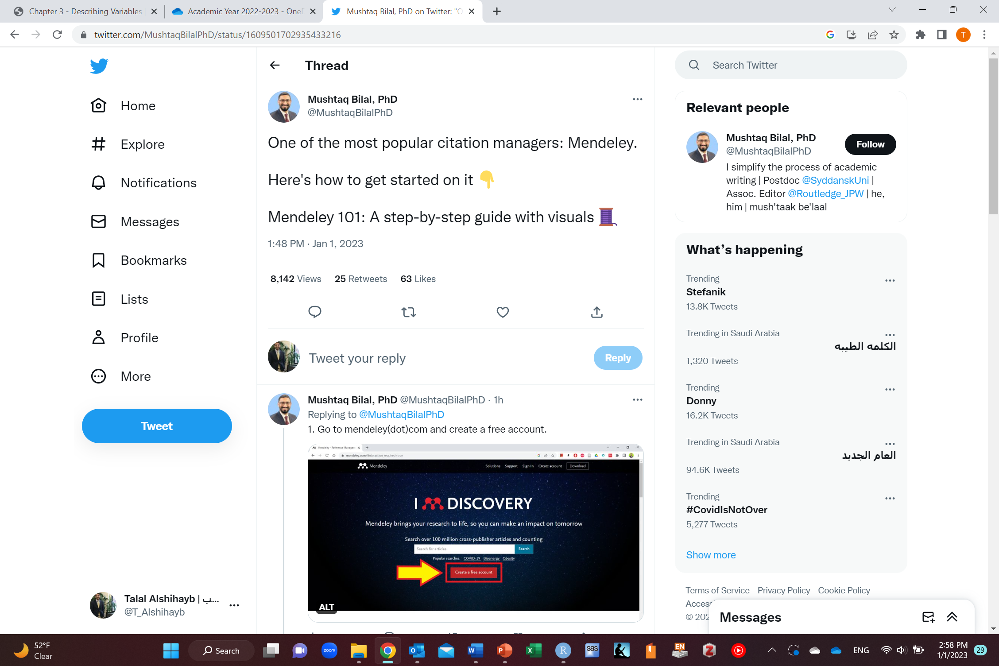 Chapter 3 - Describing Variables
Academic Year 2022-2023 - One
Mushtaq Bilal, PhD on Twitter: "O
twitter.com/MushtaqBilalPhD/status/1609501702935433216
T
Home
Explore
Notifications
Messages
Bookmarks
Lists
Profile
More
Tweet
Talal Alshihayb | ب...
@T_Alshihayb
Thread
Mushtaq Bilal, PhD
@MushtaqBilalPhD
One of the most popular citation managers: Mendeley.
Here's how to get started on it 👇
Mendeley 101: A step-by-step guide with visuals 🧵
1:48 PM · Jan 1, 2023
8,142 Views 25 Retweets 63 Likes
Tweet your reply
Reply
Mushtaq Bilal, PhD @MushtaqBilalPhD · 1h
Replying to @MushtaqBilalPhD
1. Go to mendeley(dot)com and create a free account.
Mendeley - Reference Manage
mendeley.com/?interaction_required=true
Mendeley
Solutions Support Sign In Create account Download
I DISCOVERY
Mendeley brings your research to life, so you can make an impact on tomorrow
Search over 100 million cross-publisher articles and counting
Search for articles Search
Popular searches: COVID-19 Bioenergy Obesity
Create a free account
ALT
Search Twitter
Relevant people
Mushtaq Bilal, PhD
@MushtaqBilalPhD
Follow
I simplify the process of academic
writing | Postdoc @SyddanskUni |
Assoc. Editor @Routledge_JPW | he,
him | mush'taak be'laal
What's happening
Trending
Stefanik
13.8K Tweets
Trending in Saudi Arabia
الكلمه الطيبه
1,320 Tweets
Trending
Donny
16.2K Tweets
Trending in Saudi Arabia
العام الجديد
94.6K Tweets
Trending
#CovidIsNotOver
5,277 Tweets
Show more
Terms of Service Privacy Policy Cookie Policy
Access
© 202
Messages
52°F
Clear
Search
zoom
EN
sas
ENG
2:58 PM
1/1/2023
29